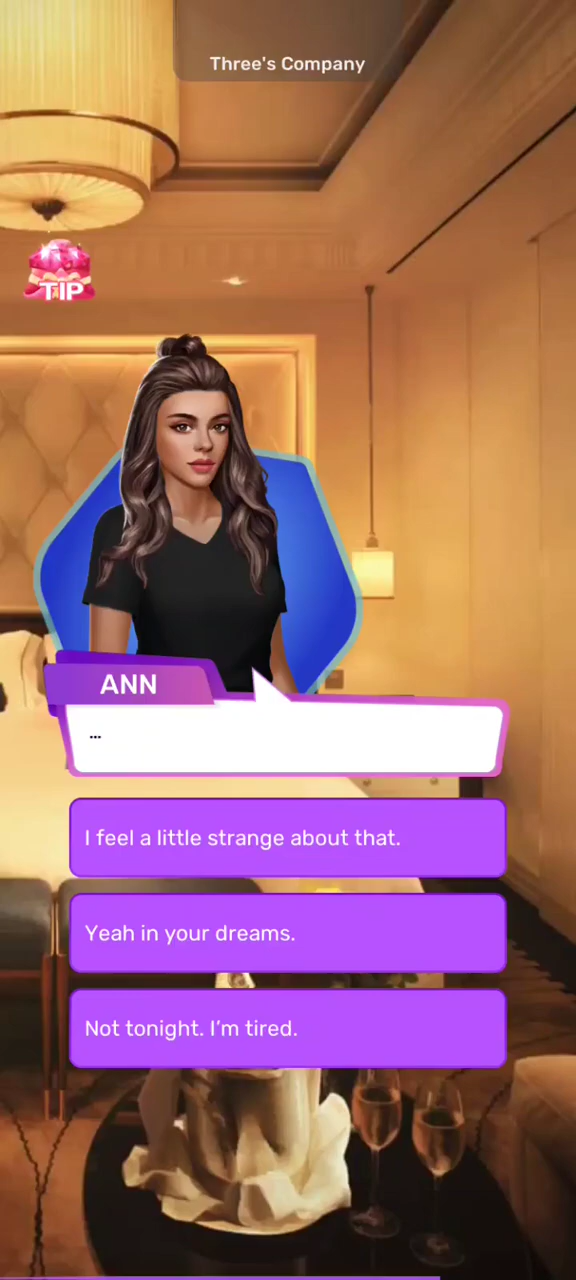 Three's Company
TIP
ANN
...
I feel a little strange about that.
Yeah in your dreams.
Not tonight. I’m tired.